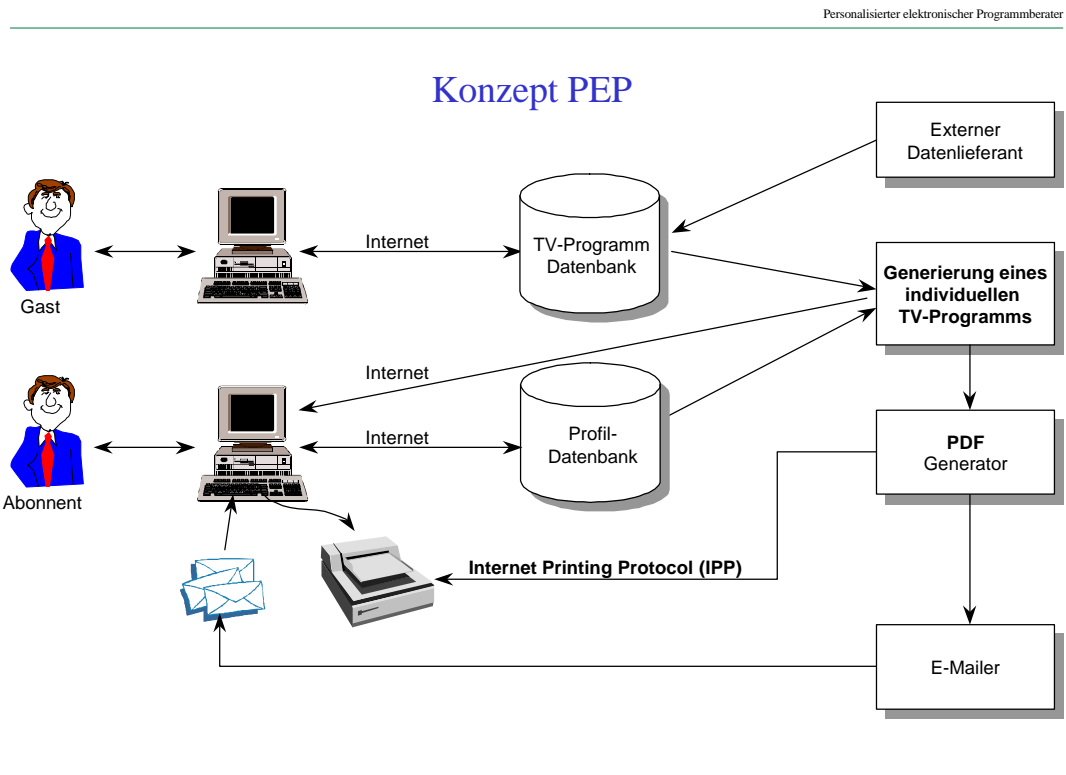 Personalisierter elektronischer Programmberater
Konzept PEP
Externer
Datenlieferant
Internet
TV-Programm
Datenbank
Generierung eines
individuellen
TV-Programms
Gast
Internet
Internet
Profil-
Datenbank
PDF
Generator
Abonnent
Internet Printing Protocol (IPP)
E-Mailer